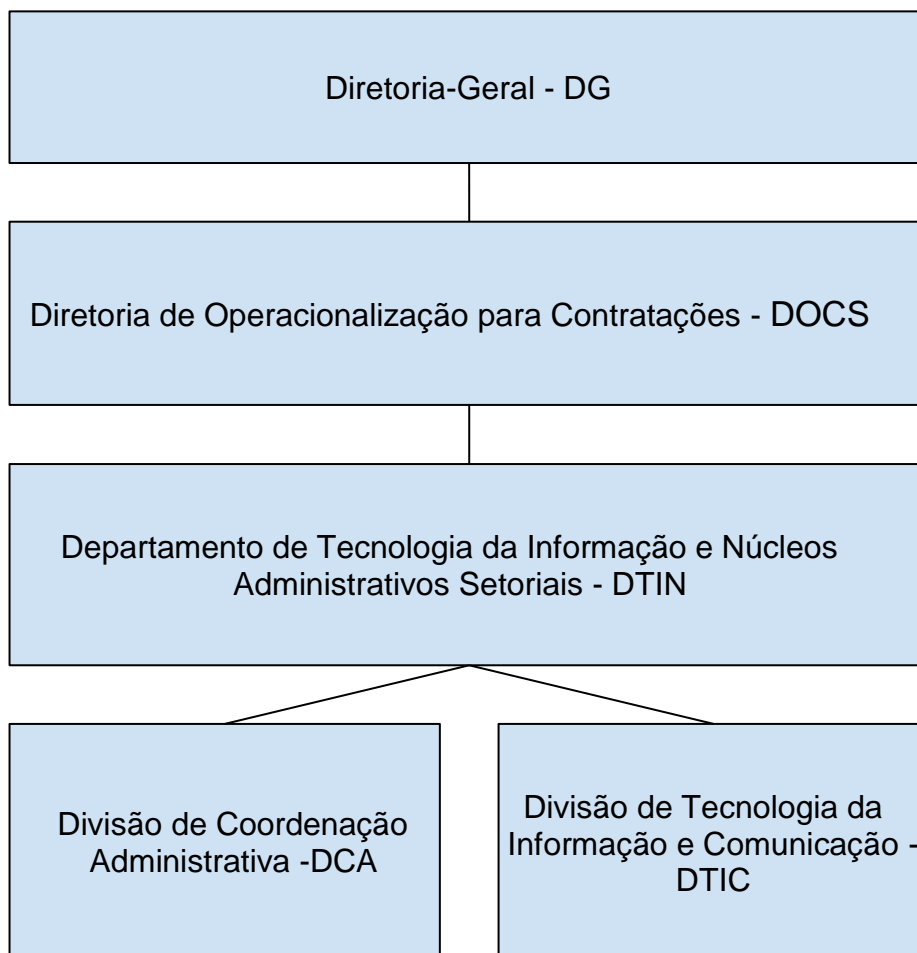 Diretoria-Geral - DG
Diretoria de Operacionalização para Contratações - DOCS
Departamento de Tecnologia da Informação e Núcleos
Administrativos Setoriais - DTIN
Divisão de Coordenação
Administrativa -DCA
Divisão de Tecnologia da
Informação e Comunicação -
DTIC